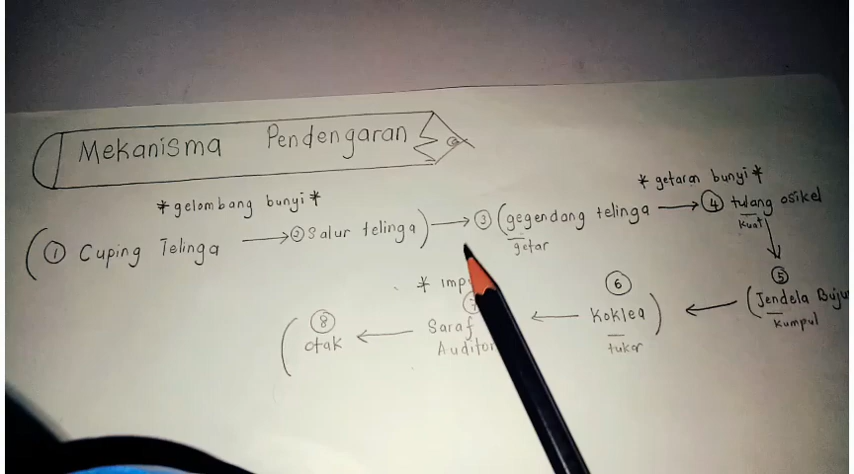 Mekanisma Pendengaran
* gelombang bunyi *
* getaran bunyi *
( ① Cuping Telinga → ② Salur telinga ) → ③ ( gegendang telinga → ④ tulang osikel
getar
kuat
⑤
( Jendela Bujur
kumpul
⑥
← Koklea )
tukar
*
Saraf
⑧
( otak ←